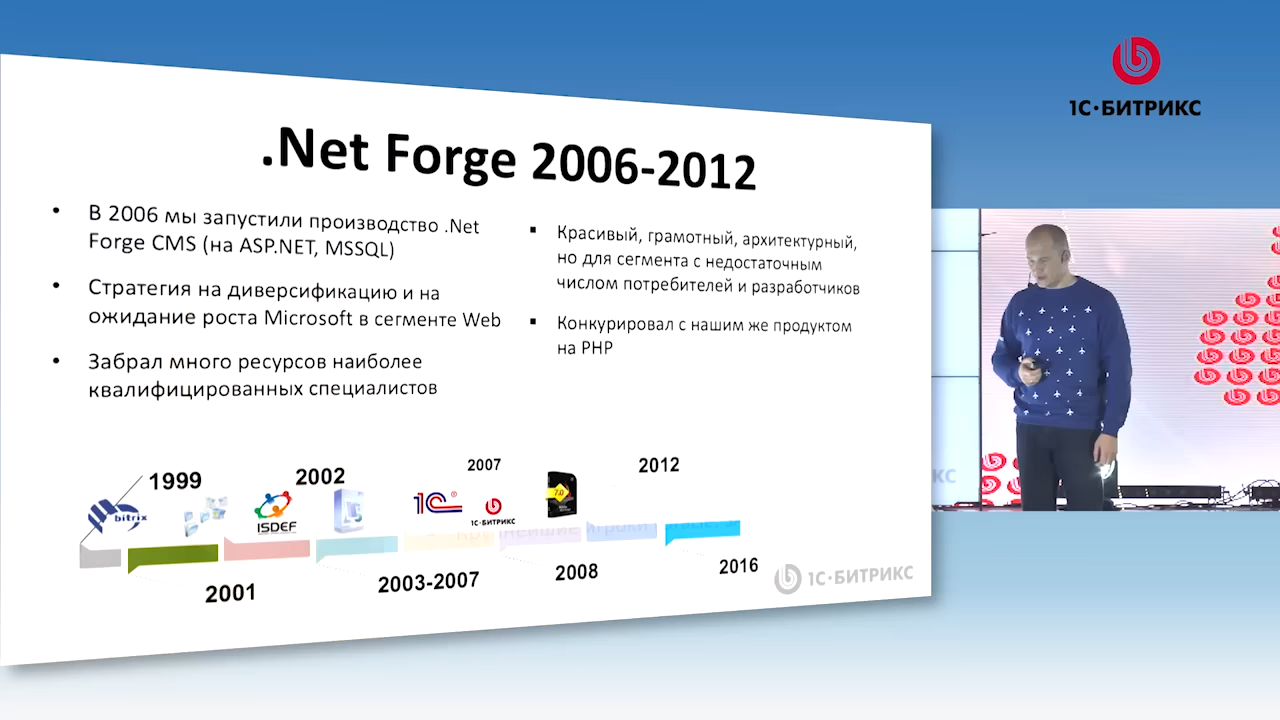 1С·БИТРИКС
.Net Forge 2006-2012
• В 2006 мы запустили производство .Net
Forge CMS (на ASP.NET, MSSQL)
• Стратегия на диверсификацию и на
ожидание роста Microsoft в сегменте Web
• Забрал много ресурсов наиболее
квалифицированных специалистов
▪ Красивый, грамотный, архитектурный,
но для сегмента с недостаточным
числом потребителей и разработчиков
▪ Конкурировал с нашим же продуктом
на PHP
1999
2002
2007
2012
bitrix
ISDEF
1С®
1С·БИТРИКС
7.0
2001
2003-2007
2008
2016
1С·БИТРИКС
КС